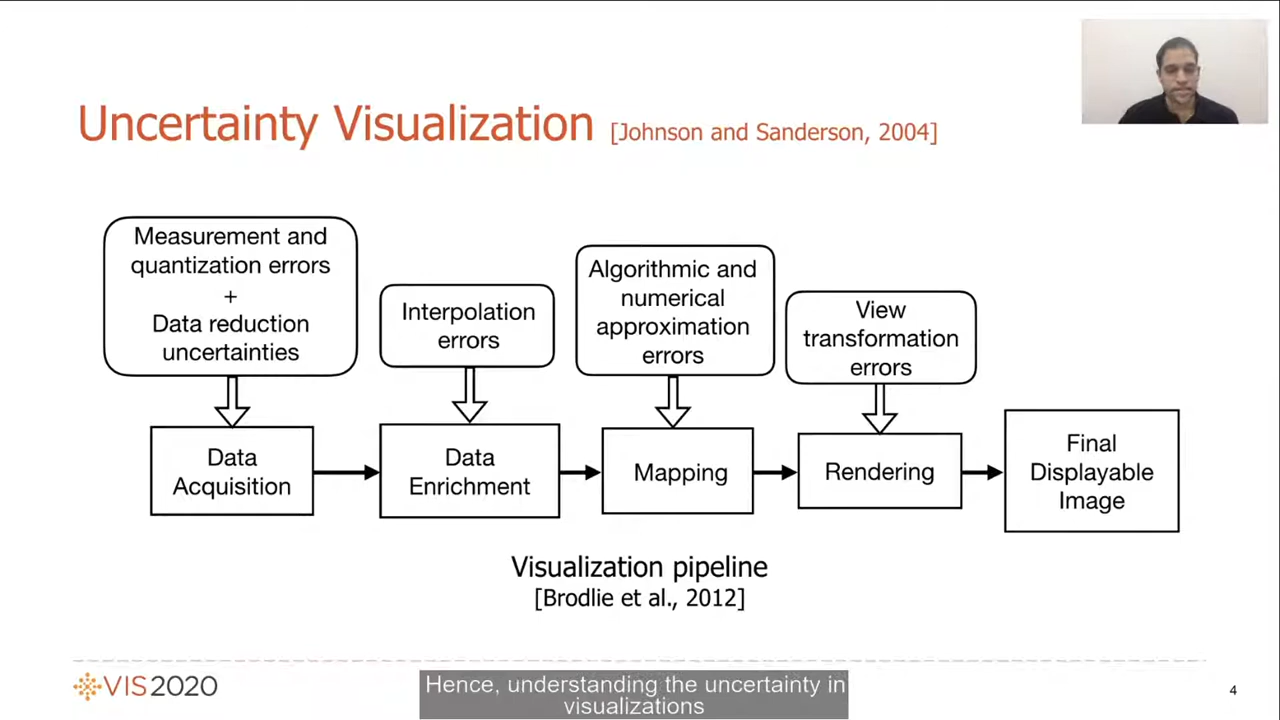 Uncertainty Visualization [Johnson and Sanderson, 2004]
Measurement and
quantization errors
+
Data reduction
uncertainties
Interpolation
errors
Algorithmic and
numerical
approximation
errors
View
transformation
errors
Data
Acquisition
Data
Enrichment
Mapping
Rendering
Final
Displayable
Image
Visualization pipeline
[Brodlie et al., 2012]
VIS2020
Hence, understanding the uncertainty in
visualizations
4